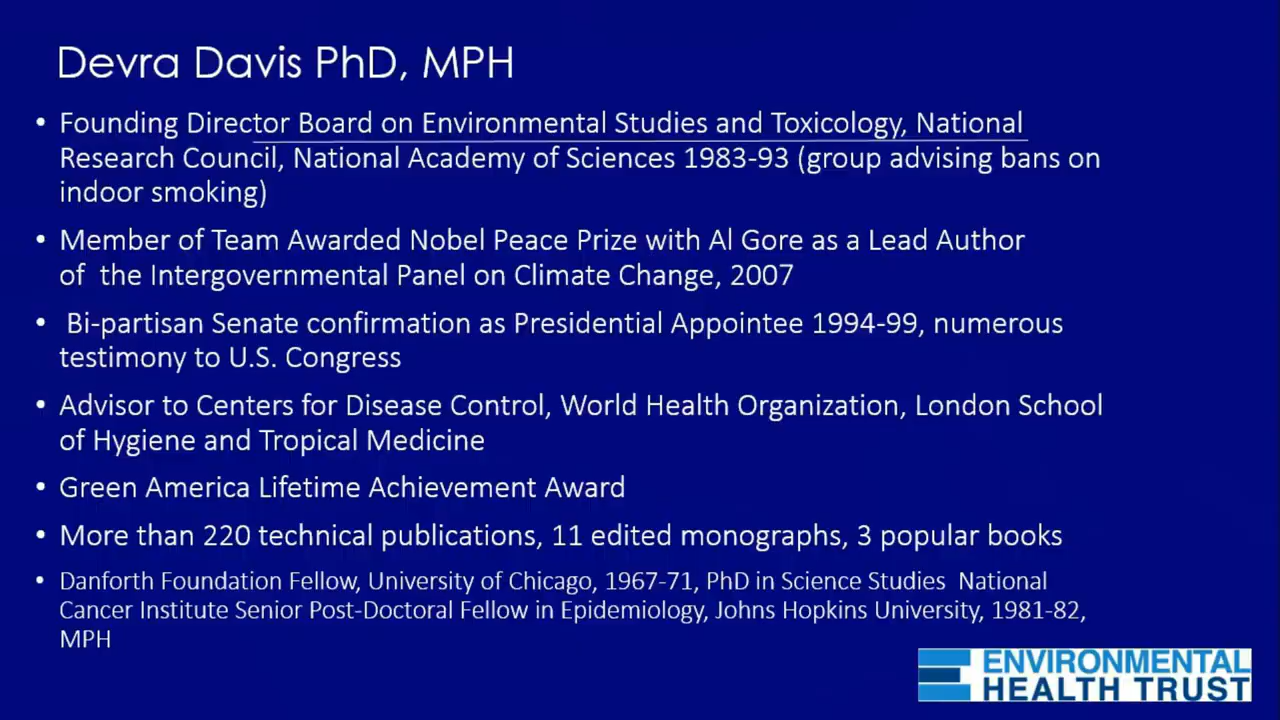 Devra Davis PhD, MPH
• Founding Director Board on Environmental Studies and Toxicology, National
Research Council, National Academy of Sciences 1983-93 (group advising bans on
indoor smoking)
• Member of Team Awarded Nobel Peace Prize with Al Gore as a Lead Author
of the Intergovernmental Panel on Climate Change, 2007
• Bi-partisan Senate confirmation as Presidential Appointee 1994-99, numerous
testimony to U.S. Congress
• Advisor to Centers for Disease Control, World Health Organization, London School
of Hygiene and Tropical Medicine
• Green America Lifetime Achievement Award
• More than 220 technical publications, 11 edited monographs, 3 popular books
• Danforth Foundation Fellow, University of Chicago, 1967-71, PhD in Science Studies National
Cancer Institute Senior Post-Doctoral Fellow in Epidemiology, Johns Hopkins University, 1981-82,
MPH
ENVIRONMENTAL
HEALTH TRUST